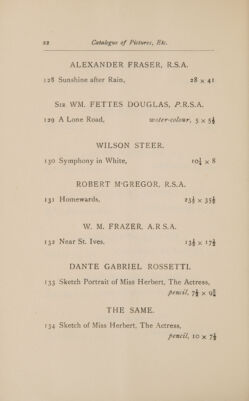 22 Catalogue of Pictures, Etc.
ALEXANDER FRASER, R.S.A.
128 Sunshine after Rain, 28 × 41
SIR WM. FETTES DOUGLAS, P.R.S.A.
129 A Lone Road, water-colour, 5 × 5½
WILSON STEER.
130 Symphony in White, 10¼ × 8
ROBERT M'GREGOR, R.S.A.
131 Homewards, 23½ × 35½
W. M. FRAZER, A.R.S.A.
132 Near St. Ives, 13½ × 17½
DANTE GABRIEL ROSSETTI.
133 Sketch Portrait of Miss Herbert, The Actress,
pencil, 7½ ×
THE SAME.
134 Sketch of Miss Herbert, The Actress,
pencil, 10 × 7½